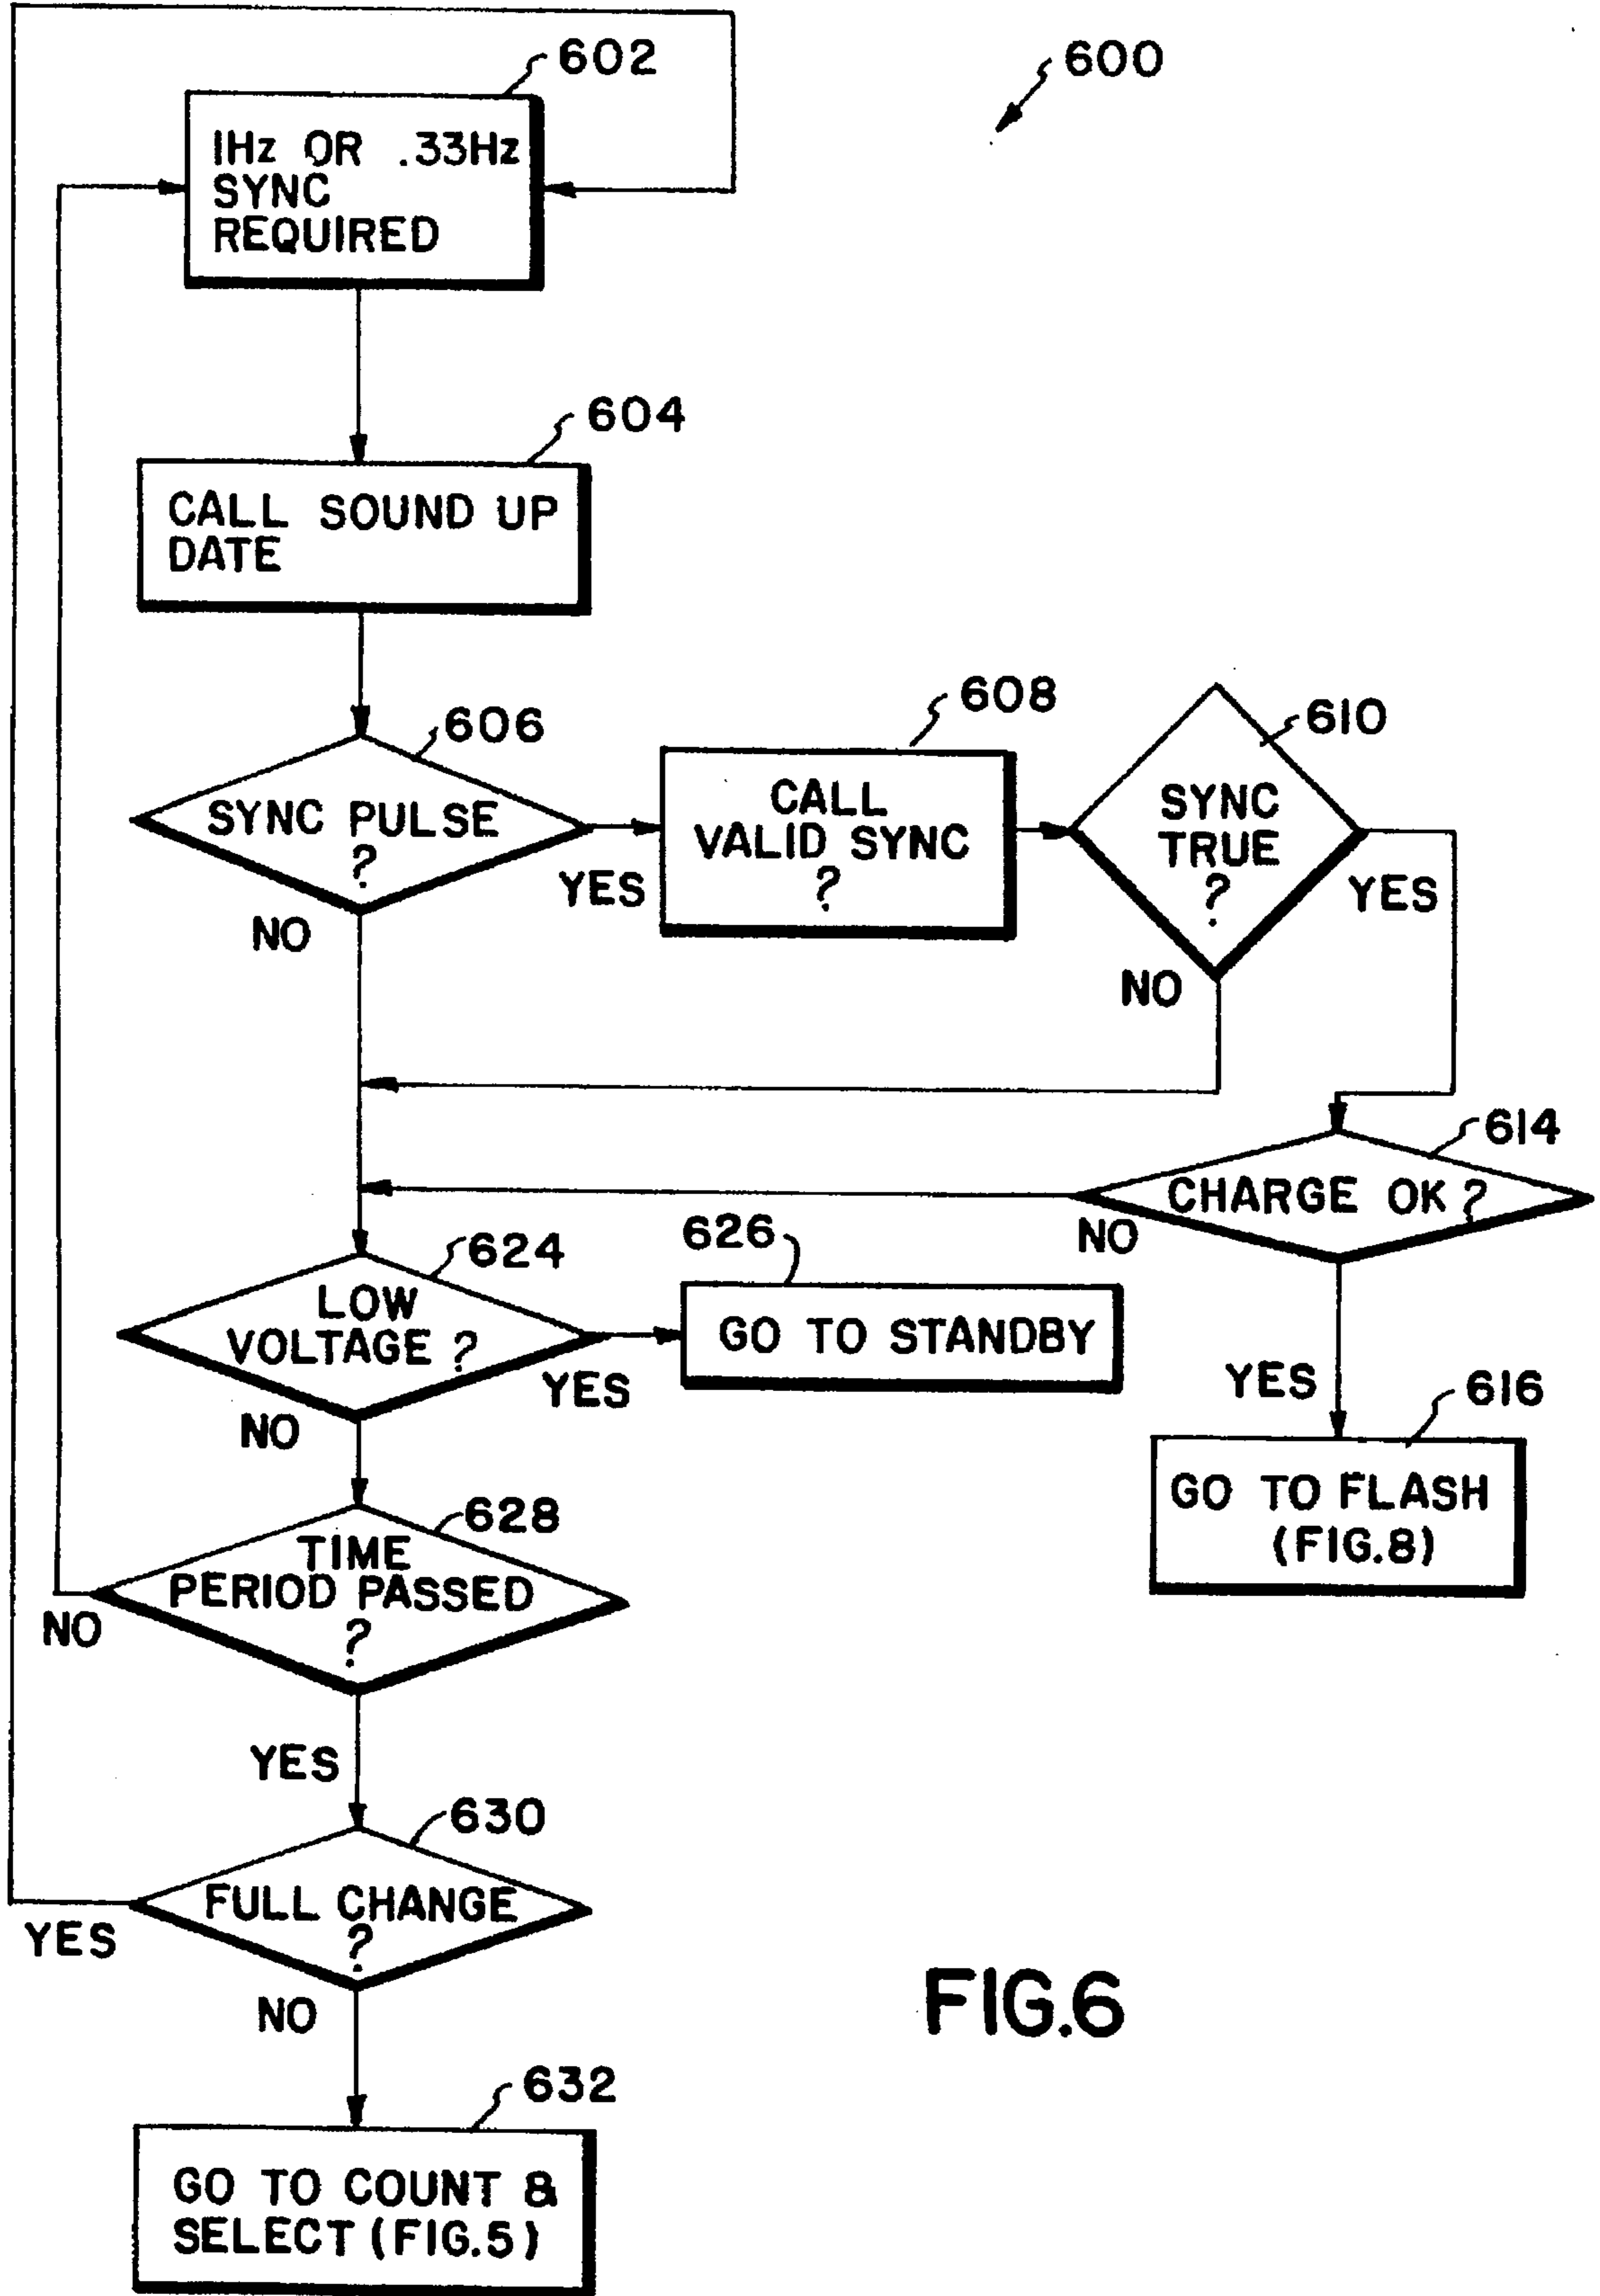 602
600
1Hz OR .33Hz
SYNC
REQUIRED
604
CALL SOUND UP
DATE
606
SYNC PULSE
?
YES
NO
608
CALL
VALID SYNC
?
610
SYNC
TRUE
?
YES
NO
614
CHARGE OK ?
NO
YES
616
GO TO FLASH
(FIG.8)
624
LOW
VOLTAGE ?
YES
NO
626
GO TO STANDBY
628
TIME
PERIOD PASSED
?
NO
YES
630
FULL CHANGE
?
YES
NO
632
GO TO COUNT &
SELECT (FIG.5)
FIG.6